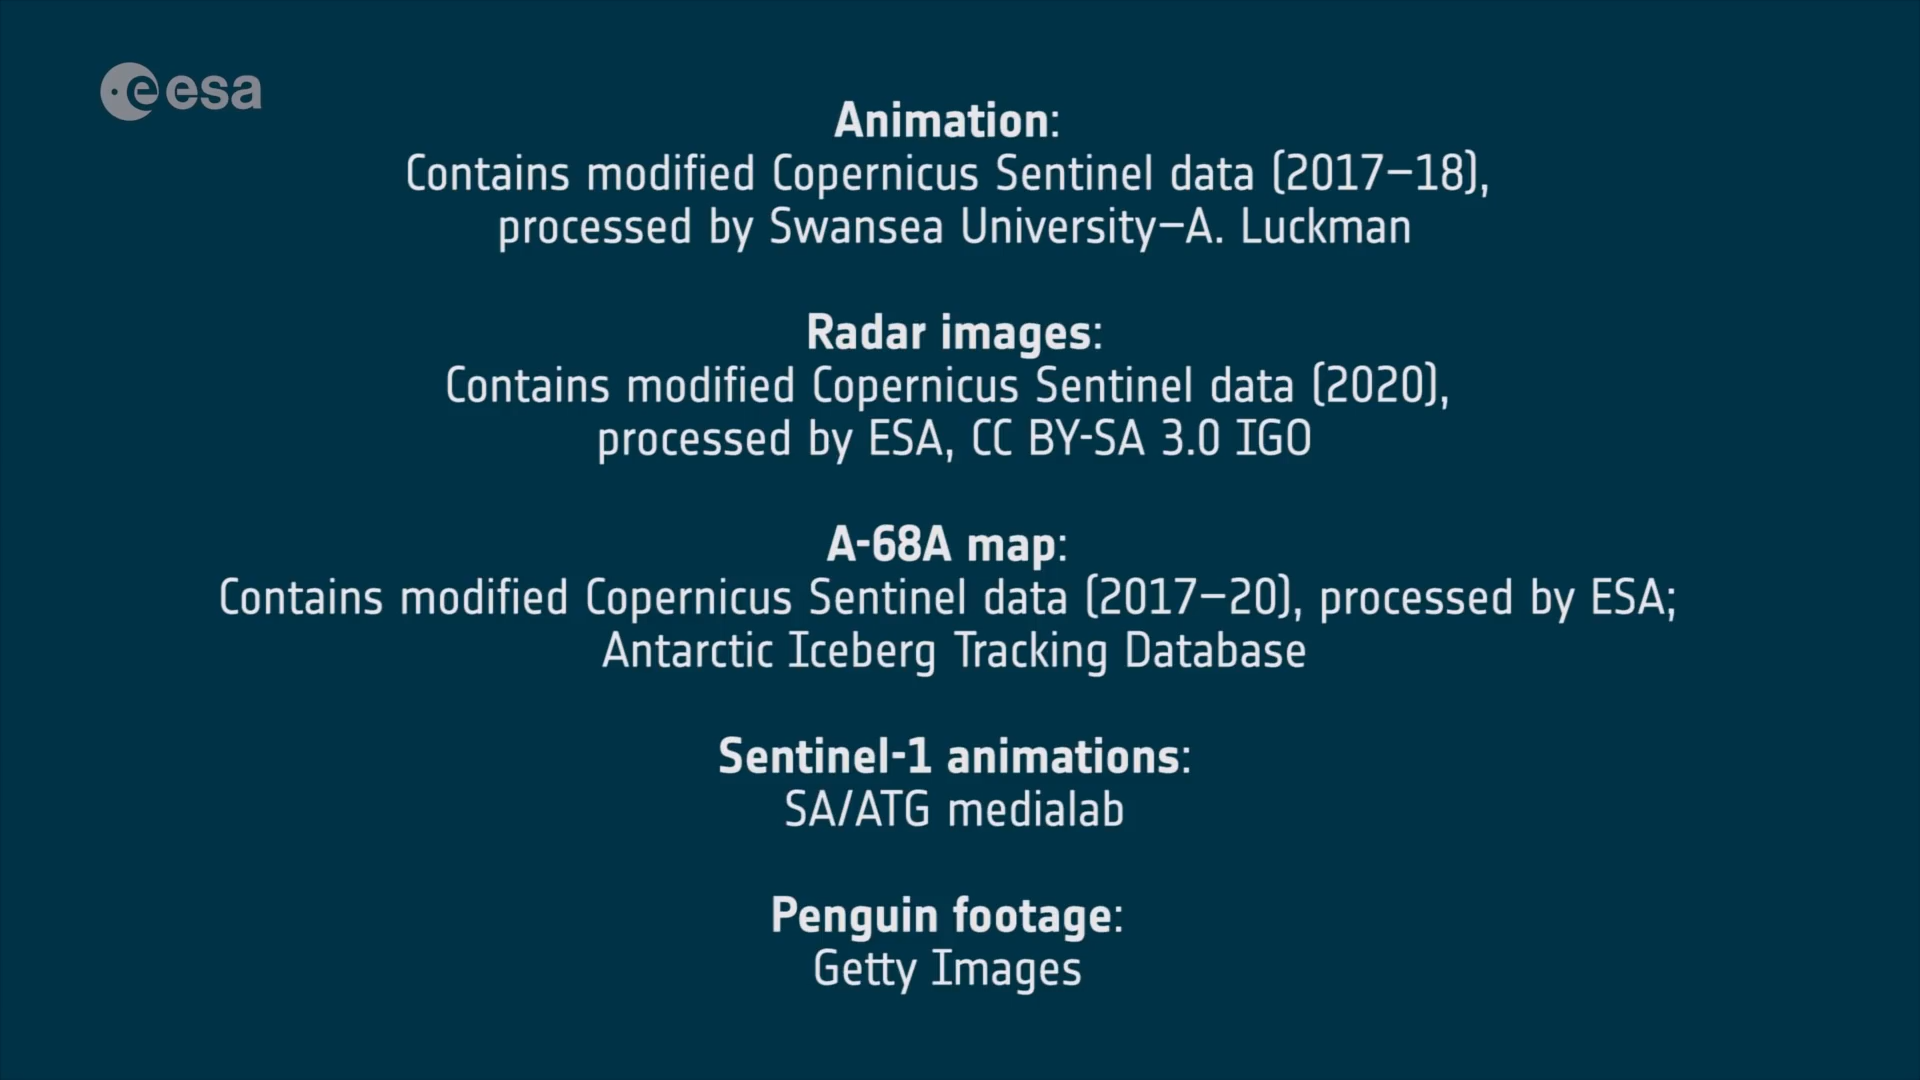 esa
Animation:
Contains modified Copernicus Sentinel data (2017–18),
processed by Swansea University–A. Luckman
Radar images:
Contains modified Copernicus Sentinel data (2020),
processed by ESA, CC BY-SA 3.0 IGO
A-68A map:
Contains modified Copernicus Sentinel data (2017–20), processed by ESA;
Antarctic Iceberg Tracking Database
Sentinel-1 animations:
SA/ATG medialab
Penguin footage:
Getty Images